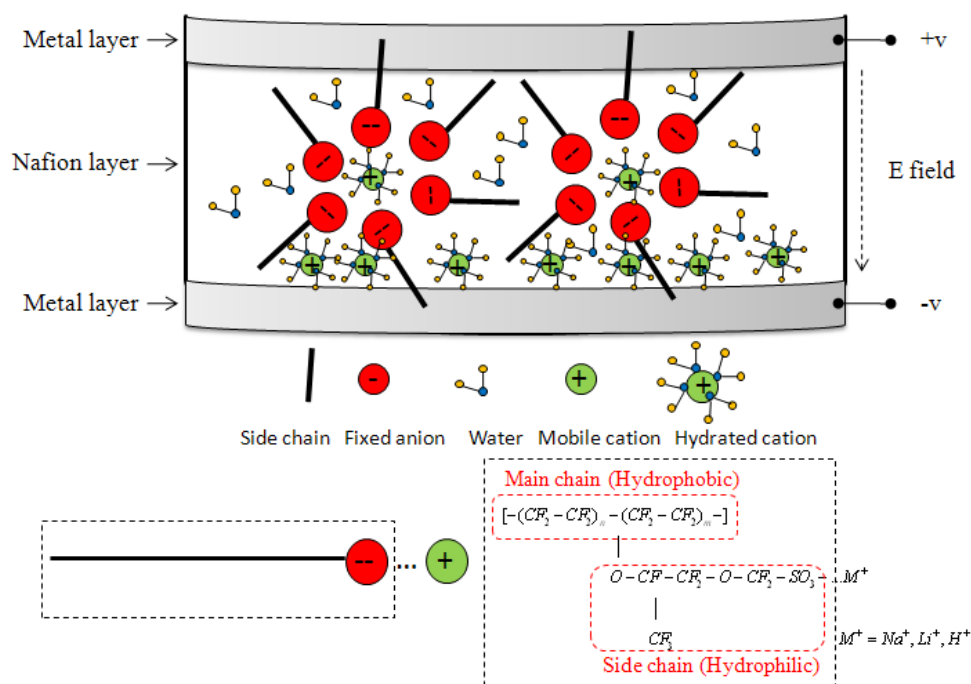 Metal layer
+v
Nafion layer
E field
Metal layer
-v
Side chain
Fixed anion
Water
Mobile cation
Hydrated cation
Main chain (Hydrophobic)
[-(CF₂-CF₂)ₙ-(CF₂-CF₂)ₘ-]
O-CF-CF₂-O-CF₂-SO₃-...M⁺
CF₃
M⁺=Na⁺,Li⁺,H⁺
Side chain (Hydrophilic)